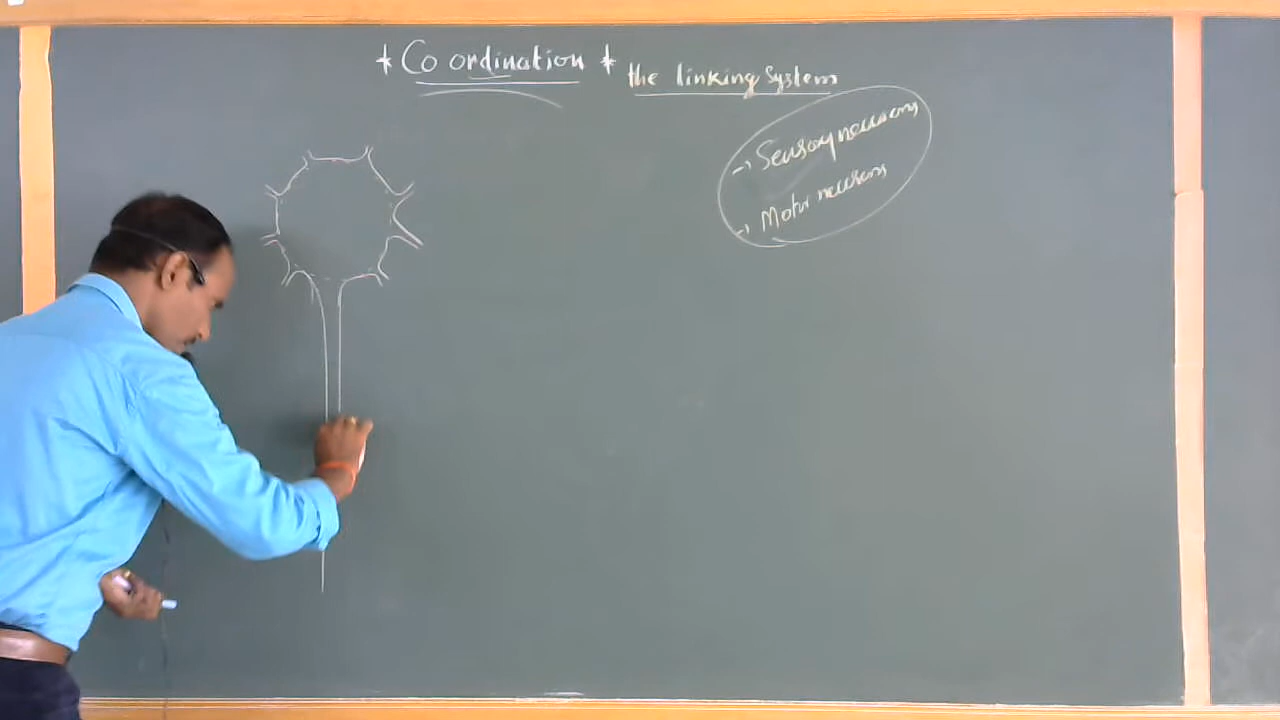 * Co ordination *
the linking System
→ Sensory neurons
→ Motor neurons